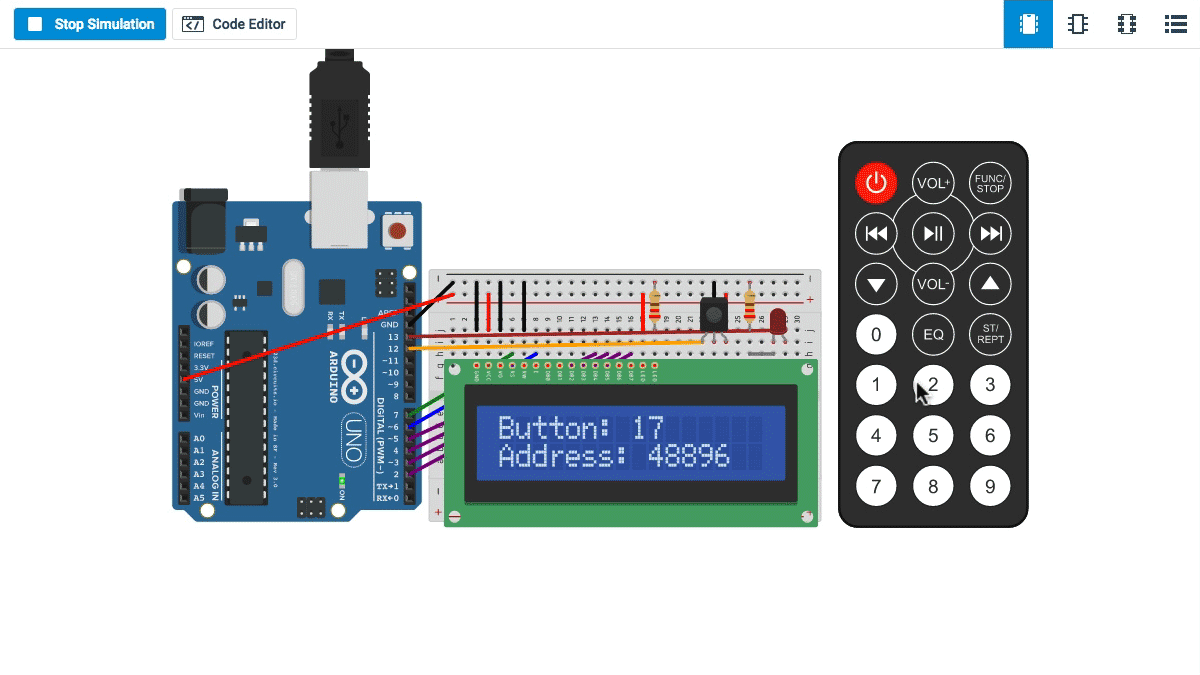 Stop Simulation
Code Editor
IOREF
RESET
3.3V
5V
GND
GND
Vin
POWER
A0
A1
A2
A3
A4
A5
ANALOG IN
RX
TX
L
ARDUINO
UNO
ON
DIGITAL (PWM~)
AREF
GND
13
12
~11
~10
~9
8
7
~6
~5
4
~3
2
TX→1
RX←0
Button: 17
Address: 48896
VOL+
FUNC/
STOP
VOL-
0
EQ
ST/
REPT
1
2
3
4
5
6
7
8
9